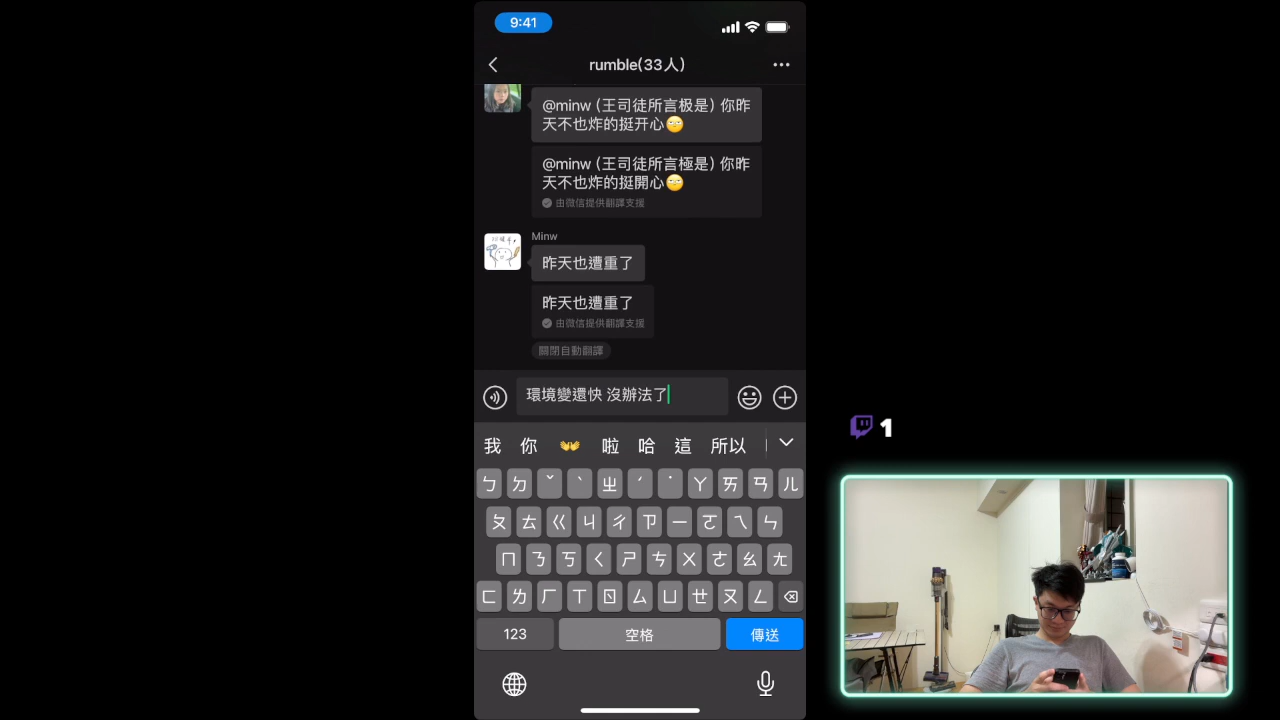 9:41
rumble(33人)
@minw (王司徒所言极是) 你昨
天不也炸的挺开心🙄
@minw (王司徒所言極是) 你昨
天不也炸的挺開心🙄
由微信提供翻譯支援
Minw
昨天也遭重了
昨天也遭重了
由微信提供翻譯支援
關閉自動翻譯
環境變還快 沒辦法了
我 你 👐 啦 哈 這 所以
ㄅ ㄉ ˇ ˋ ㄓ ˊ ˙ ㄚ ㄞ ㄢ ㄦ
ㄆ ㄊ ㄍ ㄐ ㄔ ㄗ ㄧ ㄛ ㄟ ㄣ
ㄇ ㄋ ㄎ ㄑ ㄕ ㄘ ㄨ ㄜ ㄠ ㄤ
ㄈ ㄌ ㄏ ㄒ ㄖ ㄙ ㄩ ㄝ ㄡ ㄥ
123 空格 傳送
1